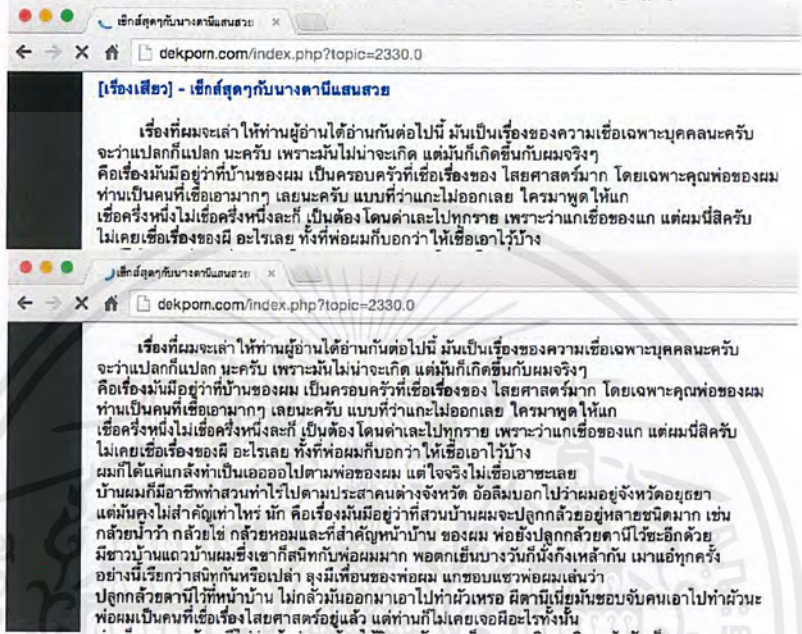 เซ็กส์สุดๆกับนางตานีแสนสวย ×
dekporn.com/index.php?topic=2330.0
[เรื่องเสียว] - เซ็กส์สุดๆกับนางตานีแสนสวย
เรื่องที่ผมจะเล่าให้ท่านผู้อ่านได้อ่านกันต่อไปนี้ มันเป็นเรื่องของความเชื่อเฉพาะบุคคลนะครับ
จะว่าแปลกก็แปลก นะครับ เพราะมันไม่น่าจะเกิด แต่มันก็เกิดขึ้นกับผมจริงๆ
คือเรื่องมันมีอยู่ว่าที่บ้านของผม เป็นครอบครัวที่เชื่อเรื่องของ ไสยศาสตร์มาก โดยเฉพาะคุณพ่อของผม
ท่านเป็นคนที่เชื่อเอามากๆ เลยนะครับ แบบที่ว่าแกะไม่ออกเลย ใครมาพูดให้แก
เชื่อครึ่งหนึ่งไม่เชื่อครึ่งหนึ่งละก็ เป็นต้องโดนด่าเละไปทุกราย เพราะว่าแกเชื่อของแก แต่ผมนี่สิครับ
ไม่เคยเชื่อเรื่องของผี อะไรเลย ทั้งที่พ่อผมก็บอกว่าให้เชื่อเอาไว้บ้าง
เซ็กส์สุดๆกับนางตานีแสนสวย ×
dekporn.com/index.php?topic=2330.0
เรื่องที่ผมจะเล่าให้ท่านผู้อ่านได้อ่านกันต่อไปนี้ มันเป็นเรื่องของความเชื่อเฉพาะบุคคลนะครับ
จะว่าแปลกก็แปลก นะครับ เพราะมันไม่น่าจะเกิด แต่มันก็เกิดขึ้นกับผมจริงๆ
คือเรื่องมันมีอยู่ว่าที่บ้านของผม เป็นครอบครัวที่เชื่อเรื่องของ ไสยศาสตร์มาก โดยเฉพาะคุณพ่อของผม
ท่านเป็นคนที่เชื่อเอามากๆ เลยนะครับ แบบที่ว่าแกะไม่ออกเลย ใครมาพูดให้แก
เชื่อครึ่งหนึ่งไม่เชื่อครึ่งหนึ่งละก็ เป็นต้องโดนด่าเละไปทุกราย เพราะว่าแกเชื่อของแก แต่ผมนี่สิครับ
ไม่เคยเชื่อเรื่องของผี อะไรเลย ทั้งที่พ่อผมก็บอกว่าให้เชื่อเอาไว้บ้าง
ผมก็ได้แค่แกล้งทำเป็นเออออไปตามพ่อของผม แต่ใจจริงไม่เชื่อเอาซะเลย
บ้านผมก็มีอาชีพทำสวนทำไร่ไปตามประสาคนต่างจังหวัด อ้อลืมบอกไปว่าผมอยู่จังหวัดอยุธยา
แต่มันคงไม่สำคัญเท่าไหร่ นัก คือเรื่องมันมีอยู่ว่าที่สวนบ้านผมจะปลูกกล้วยอยู่หลายชนิดมาก เช่น
กล้วยน้ำว้า กล้วยไข่ กล้วยหอมและที่สำคัญหน้าบ้าน ของผม พ่อยังปลูกกล้วยตานีไว้ซะอีกด้วย
มีชาวบ้านแถวบ้านผมซึ่งเขาก็สนิทกับพ่อผมมาก พอตกเย็นบางวันก็นั่งก๊งเหล้ากัน เมาแอ๋ทุกครั้ง
อย่างนี้เรียกว่าสนิทกันหรือเปล่า ลุงมีเพื่อนของพ่อผม แกชอบแซวพ่อผมเล่นว่า
ปลูกกล้วยตานีไว้ที่หน้าบ้าน ไม่กลัวมันออกมาเอาไปทำผัวเหรอ ผีตานีเนี่ยมันชอบจับคนเอาไปทำผัวนะ
พ่อผมเป็นคนที่เชื่อเรื่องไสยศาสตร์อยู่แล้ว แต่ท่านก็ไม่เคยเจอผีอะไรทั้งนั้น